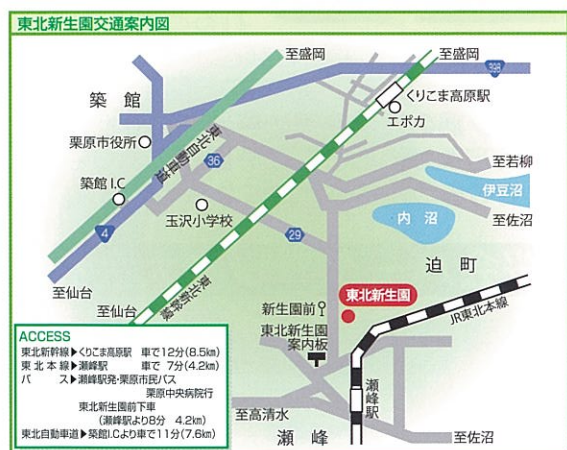 東北新生園交通案内図
至盛岡
至盛岡
398
築館
くりこま高原駅
エポカ
栗原市役所
東北自動車道
36
至若柳
築館 I.C
伊豆沼
玉沢小学校
内沼
至佐沼
4
29
迫町
至仙台
東北新幹線
至仙台
新生園前
東北新生園
JR東北本線
東北新生園
案内板
ACCESS
東北新幹線▶くりこま高原駅 車で12分(8.5km)
東北本線▶瀬峰駅 車で 7分(4.2km)
バス▶瀬峰駅発・栗原市民バス
栗原中央病院行
東北新生園前下車
(瀬峰駅より8分 4.2km)
東北自動車道▶築館I.Cより車で11分(7.6km)
瀬峰駅
至高清水
瀬峰
至佐沼